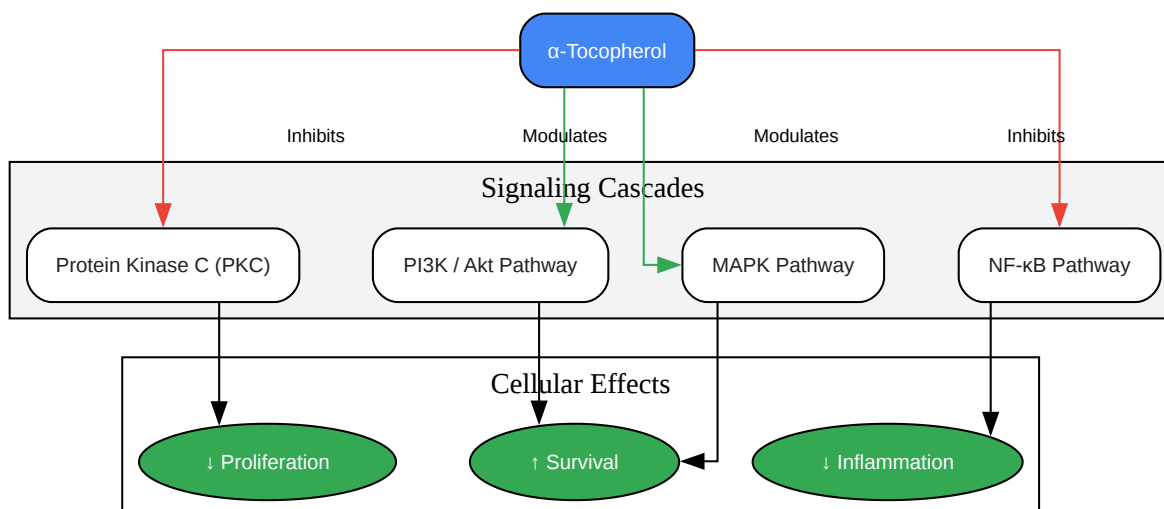 α-Tocopherol
Inhibits
Modulates
Modulates
Inhibits
Signaling Cascades
Protein Kinase C (PKC)
PI3K / Akt Pathway
MAPK Pathway
NF-κB Pathway
Cellular Effects
↓ Proliferation
↑ Survival
↓ Inflammation